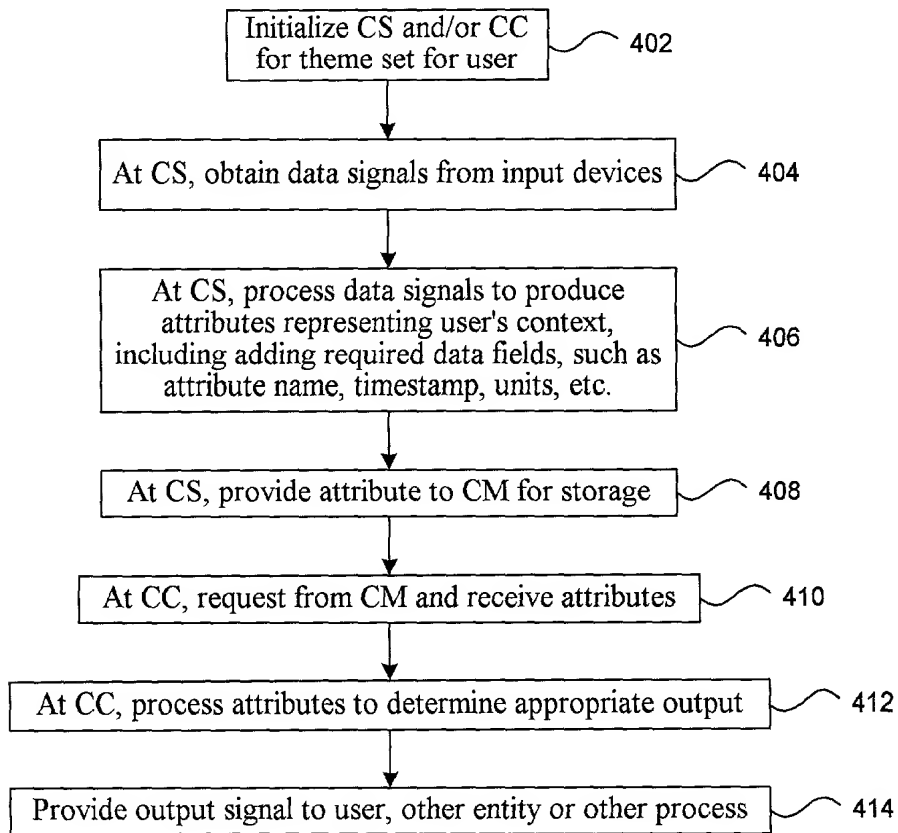 Initialize CS and/or CC
for theme set for user
402
At CS, obtain data signals from input devices
404
At CS, process data signals to produce
attributes representing user's context,
including adding required data fields, such as
attribute name, timestamp, units, etc.
406
At CS, provide attribute to CM for storage
408
At CC, request from CM and receive attributes
410
At CC, process attributes to determine appropriate output
412
Provide output signal to user, other entity or other process
414